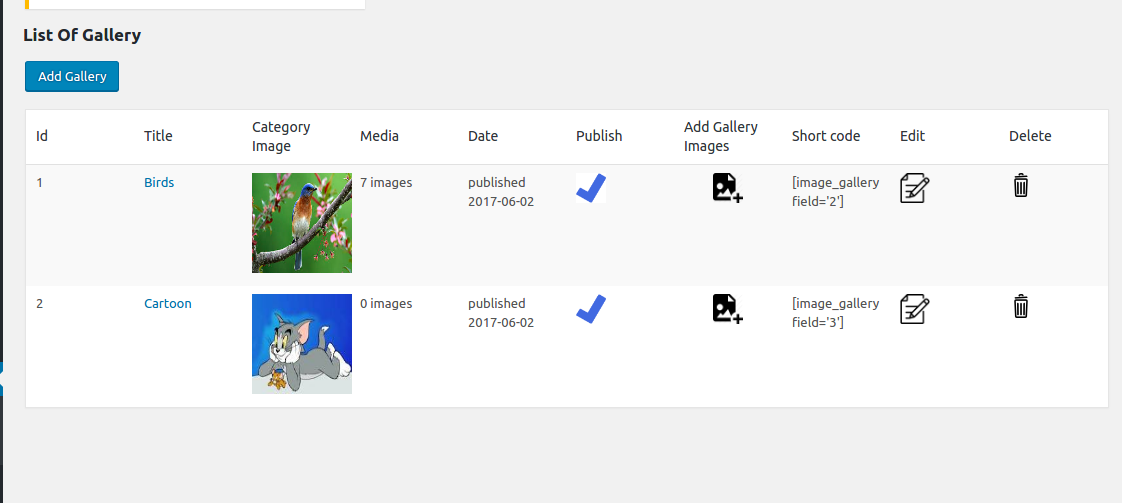 List Of Gallery
Add Gallery
Id Title Category Image Media Date Publish Add Gallery Images Short code Edit Delete
1 Birds 7 images published 2017-06-02 [image_gallery field='2']
2 Cartoon 0 images published 2017-06-02 [image_gallery field='3']